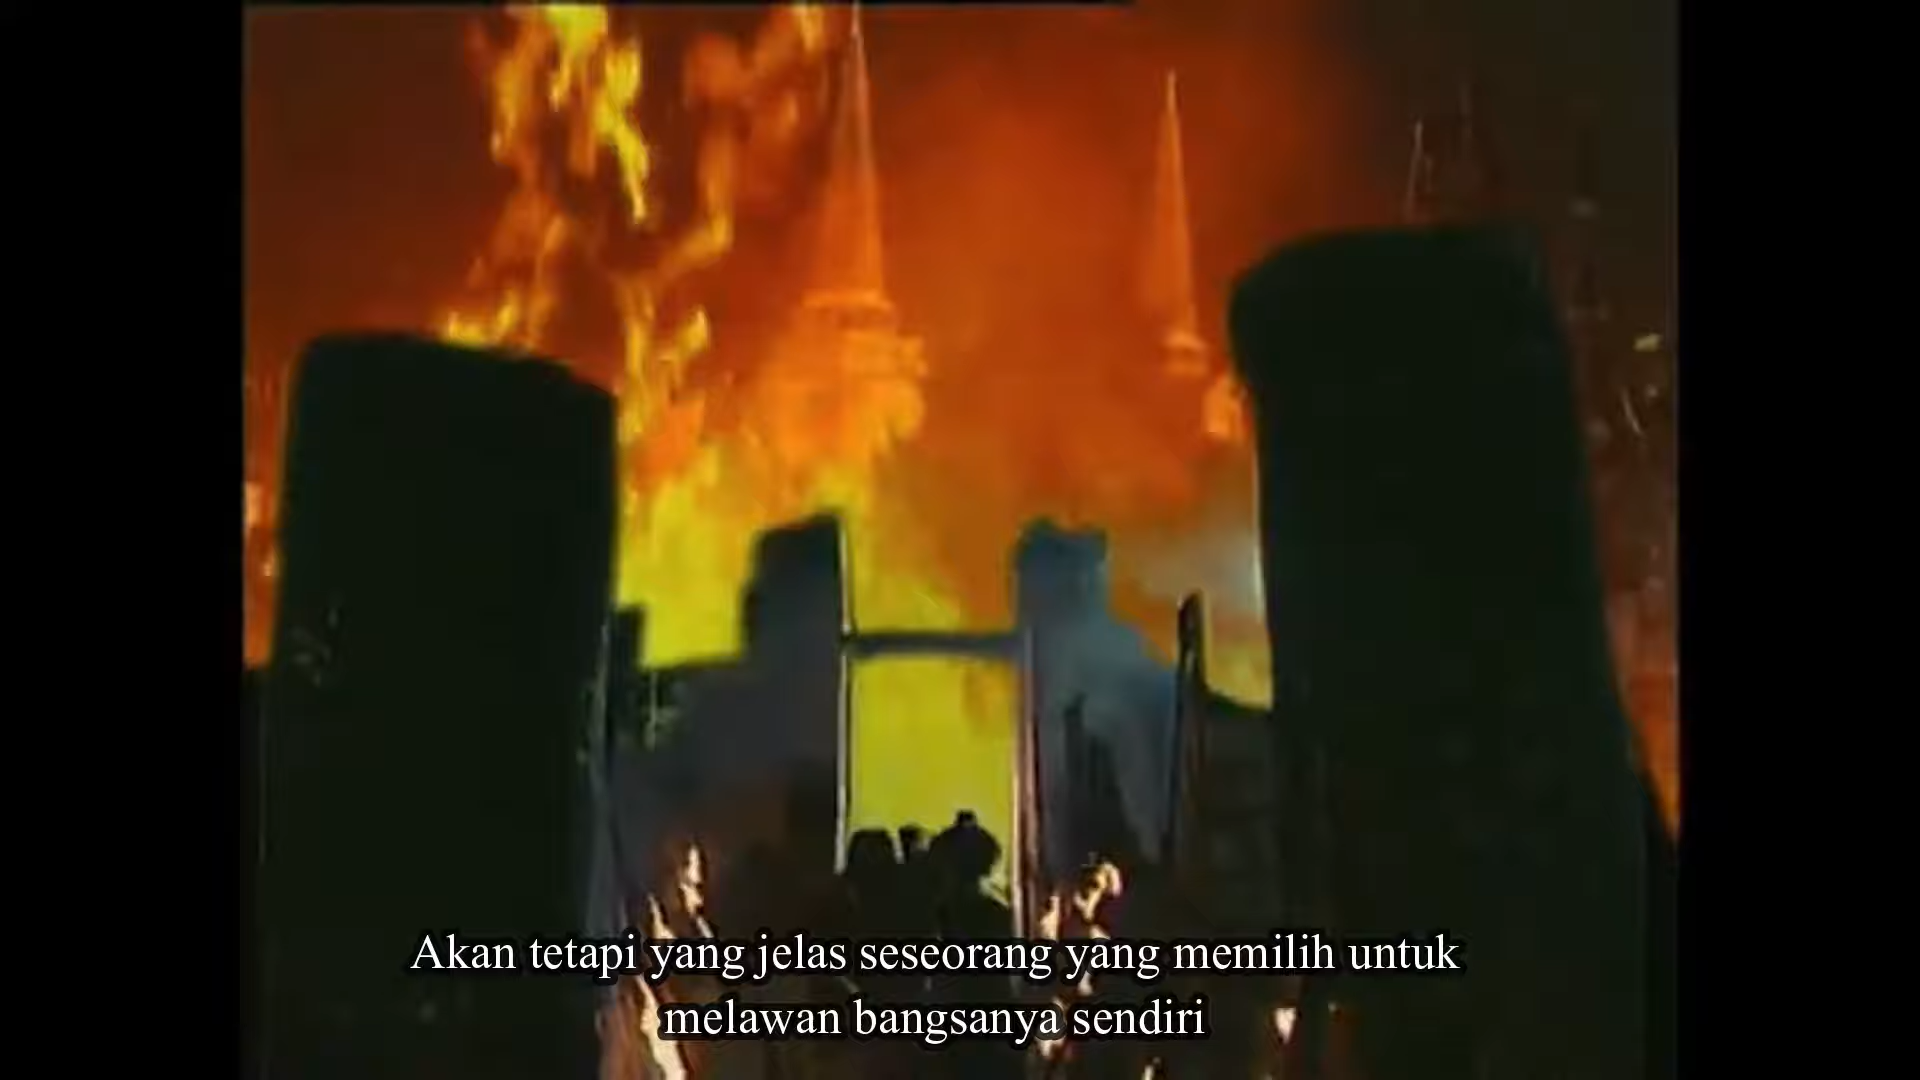 Akan tetapi yang jelas seseorang yang memilih untuk
melawan bangsanya sendiri